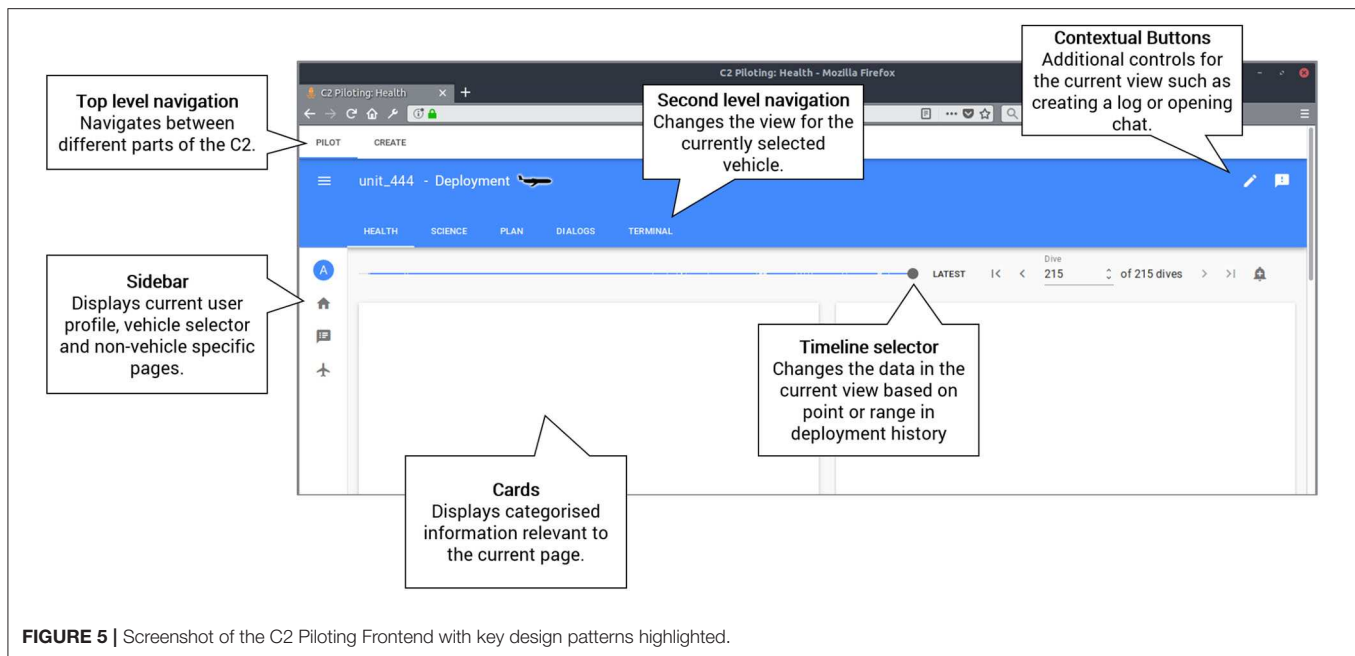 Contextual Buttons
Additional controls for
the current view such as
creating a log or opening
chat.
C2 Piloting: Health - Mozilla Firefox
Top level navigation
Navigates between
different parts of the C2.
C2 Piloting: Health
Second level navigation
Changes the view for the
currently selected
vehicle.
PILOT CREATE
unit_444 - Deployment
HEALTH SCIENCE PLAN DIALOGS TERMINAL
Sidebar
Displays current user
profile, vehicle selector
and non-vehicle specific
pages.
A
LATEST
Dive
215 of 215 dives
Timeline selector
Changes the data in the
current view based on
point or range in
deployment history
Cards
Displays categorised
information relevant to
the current page.
FIGURE 5 | Screenshot of the C2 Piloting Frontend with key design patterns highlighted.